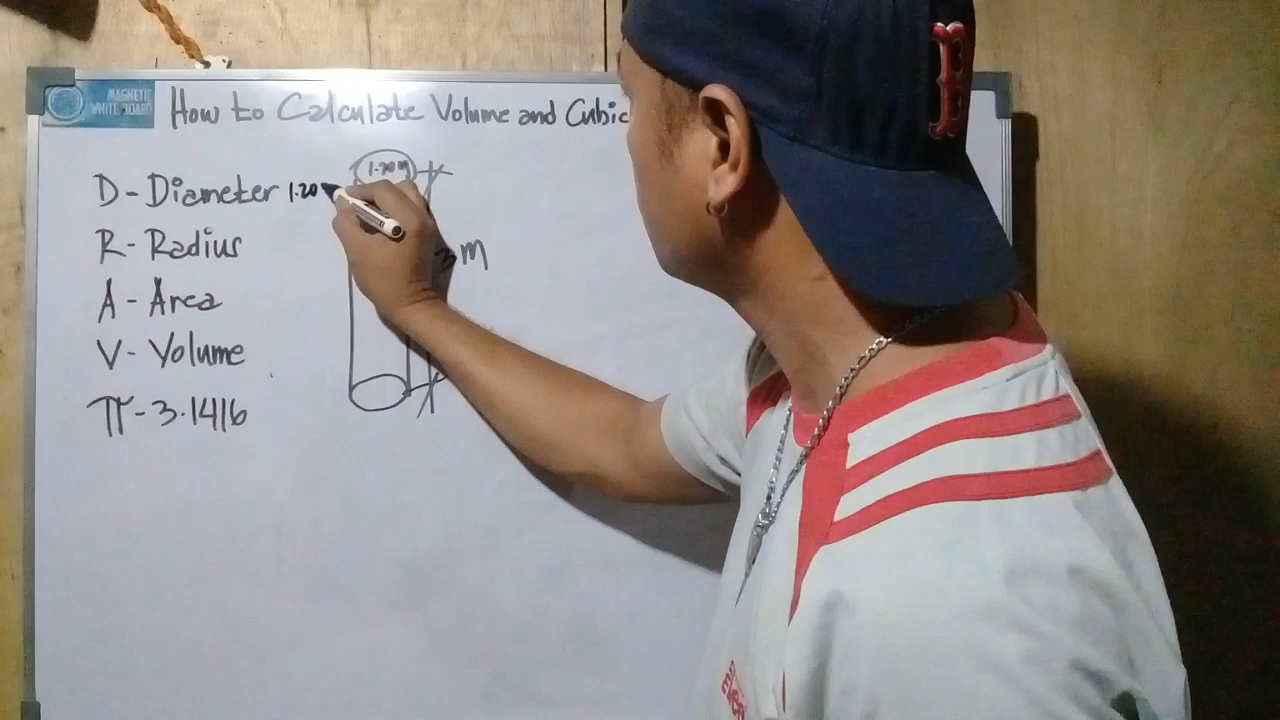 MAGNETIC
WHITE BOARD
How to Calculate Volume and Cubic
1.20 M
D - Diameter 1.20
R - Radius
M
A - Area
V - Volume
π - 3.1416
B